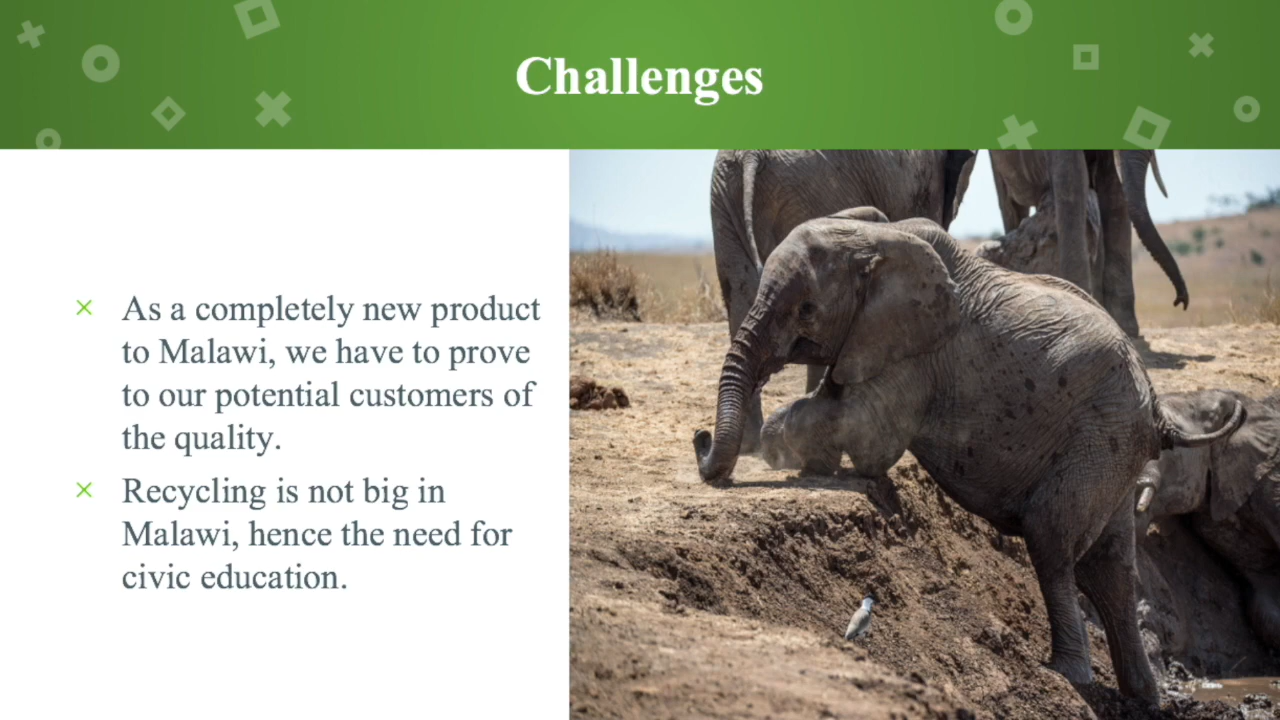 Challenges
As a completely new product
to Malawi, we have to prove
to our potential customers of
the quality.
Recycling is not big in
Malawi, hence the need for
civic education.